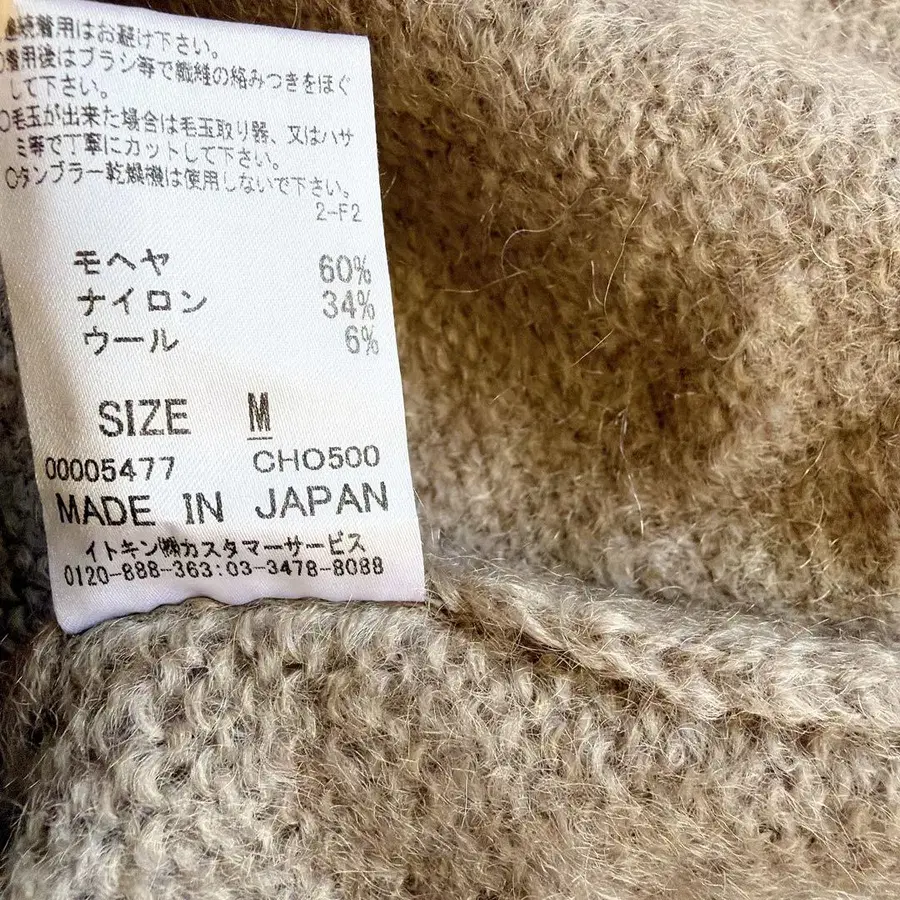 続着用はお避け下さい。
着用後はブラシ等で繊維の絡みつきをほぐ
して下さい。
○毛玉が出来た場合は毛玉取り器、又はハサ
ミ等で丁寧にカットして下さい。
○タンブラー乾燥機は使用しないで下さい。
2-F2
モヘヤ 60%
ナイロン 34%
ウール 6%
SIZE M
00005477 CHO500
MADE IN JAPAN
イトキン㈱カスタマーサービス
0120-888-363:03-3478-8088